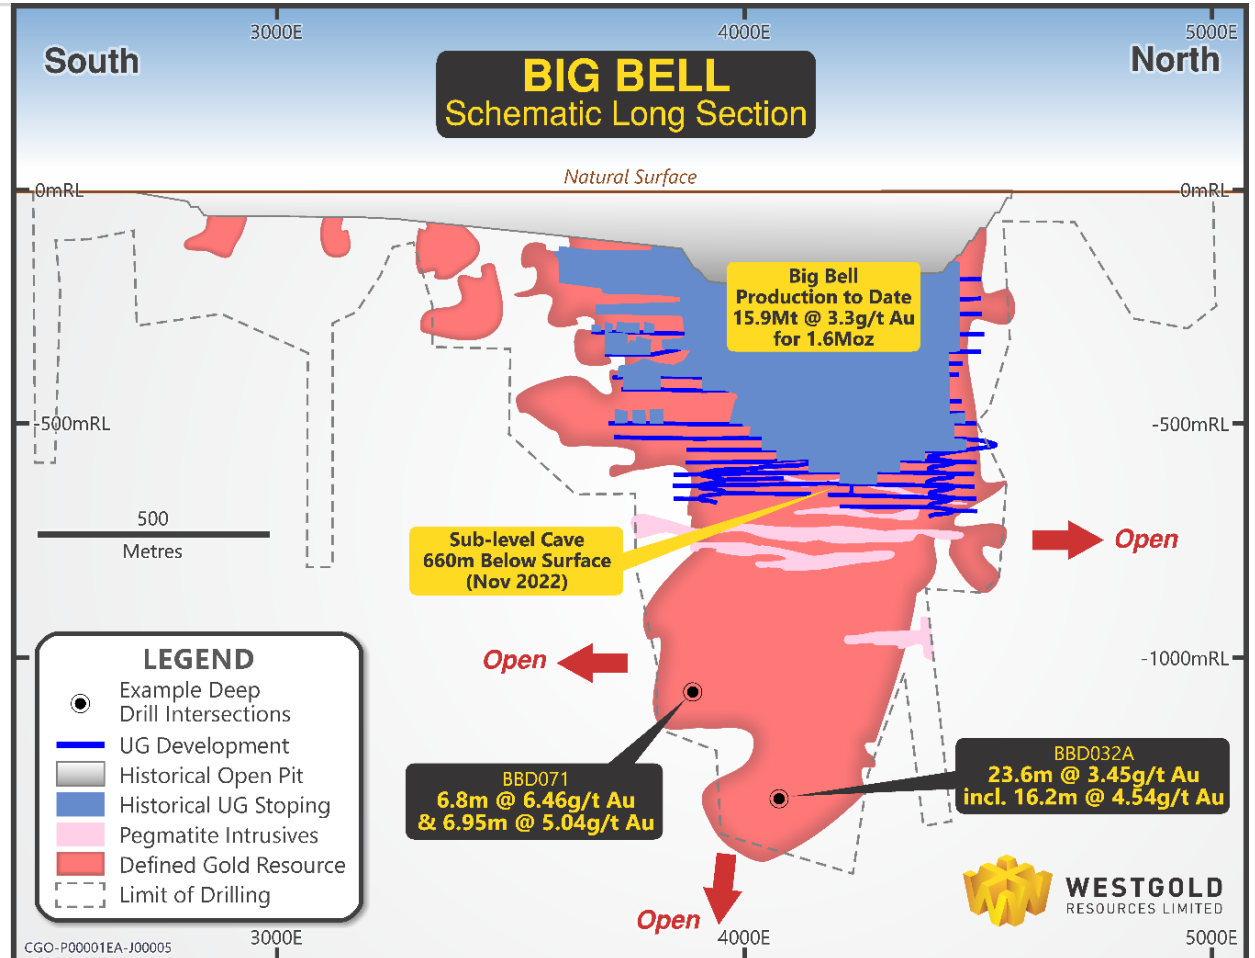 3000E
4000E
5000E
South
North
BIG BELL
Schematic Long Section
Natural Surface
0mRL
0mRL
Big Bell
Production to Date
15.9Mt @ 3.3g/t Au
for 1.6Moz
-500mRL
-500mRL
500
Metres
Sub-level Cave
660m Below Surface
(Nov 2022)
Open
Open
-1000mRL
LEGEND
Example Deep
Drill Intersections
UG Development
Historical Open Pit
Historical UG Stoping
Pegmatite Intrusives
Defined Gold Resource
Limit of Drilling
BBD071
6.8m @ 6.46g/t Au
& 6.95m @ 5.04g/t Au
BBD032A
23.6m @ 3.45g/t Au
incl. 16.2m @ 4.54g/t Au
Open
WESTGOLD
RESOURCES LIMITED
CGO-P00001EA-J00005
3000E
4000E
5000E